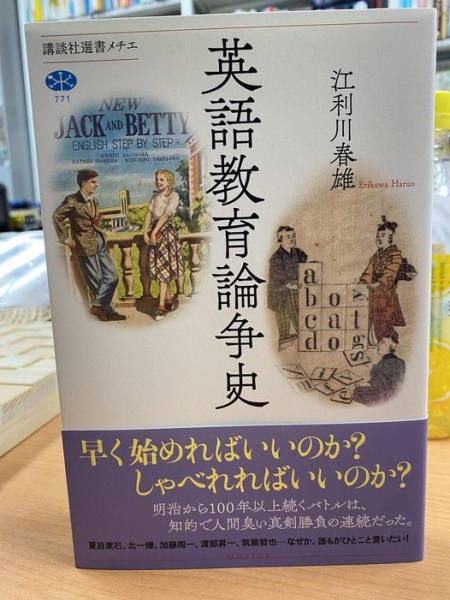 講談社選書メチエ
771
英語教育論争史
江利川春雄
Erikawa Haruo
NEW
JACK AND BETTY
ENGLISH STEP BY STEP
a
b
c
d
o
a
o
t
s
g
s
早く始めればいいのか?
しゃべれればいいのか?
明治から100年以上続くバトルは、
知的で人間臭い真剣勝負の連続だった。
夏目漱石、北一輝、加藤周一、渡部昇一、筑紫哲也…なぜか、誰もがひとこと言いたい!